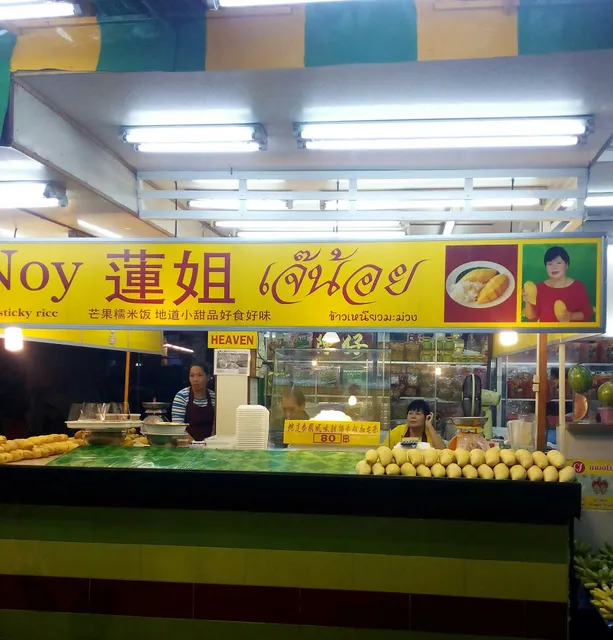 Noy 蓮姐 เจ๊น้อย
sticky rice 芒果糯米饭 地道小甜品好食好味 ข้าวเหนียวมะม่วง
HEAVEN
80 ฿